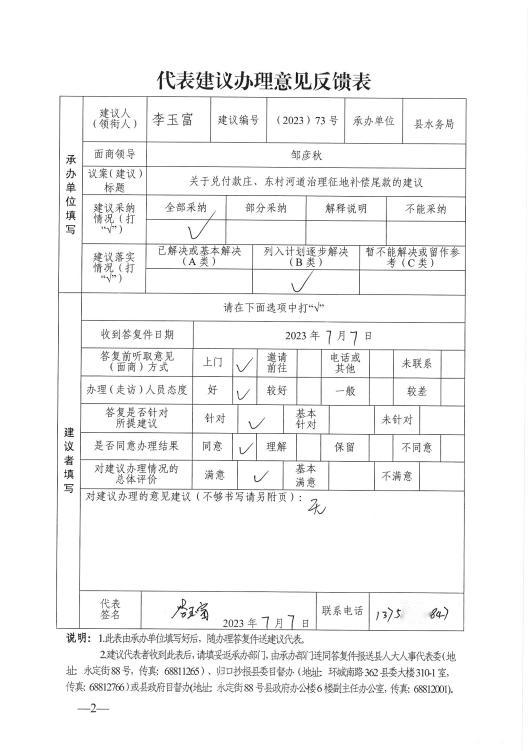 代表建议办理意见反馈表
承办单位填写
建议人（领衔人） 李玉富 建议编号 （2023）73号 承办单位 县水务局
面商领导 邹彦秋
议案（建议）标题 关于兑付款庄、东村河道治理征地补偿尾款的建议
建议采纳情况（打“√”） 全部采纳 部分采纳 解释说明 不能采纳
√
建议落实情况（打“√”） 已解决或基本解决（A类） 列入计划逐步解决（B类） 暂不能解决或留作参考（C类）
√
建议者填写
请在下面选项中打“√”
收到答复件日期 2023年7月7日
答复前听取意见（面商）方式 上门 √ 邀请前往 电话或其他 未联系
办理（走访）人员态度 好 √ 较好 一般 较差
答复是否针对所提建议 针对 √ 基本针对 未针对
是否同意办理结果 同意 √ 理解 保留 不同意
对建议办理情况的总体评价 满意 √ 基本满意 不满意
对建议办理的意见建议（不够书写请另附页）： 无
代表签名 李玉富 2023年7月7日 联系电话 1375 847
说明：1.此表由承办单位填写好后，随办理答复件送建议代表。
2.建议代表者收到此表后，请填妥返承办部门，由承办部门连同答复件报送县人大人事代表委（地
址：永定街88号，传真：68811265）、归口抄报县委目督办（地址：环城南路362县委大楼310-1室，
传真：68812766）或县政府目督办（地址：永定街88号县政府办公楼6楼副主任办公室，传真：68812001）。
—2—